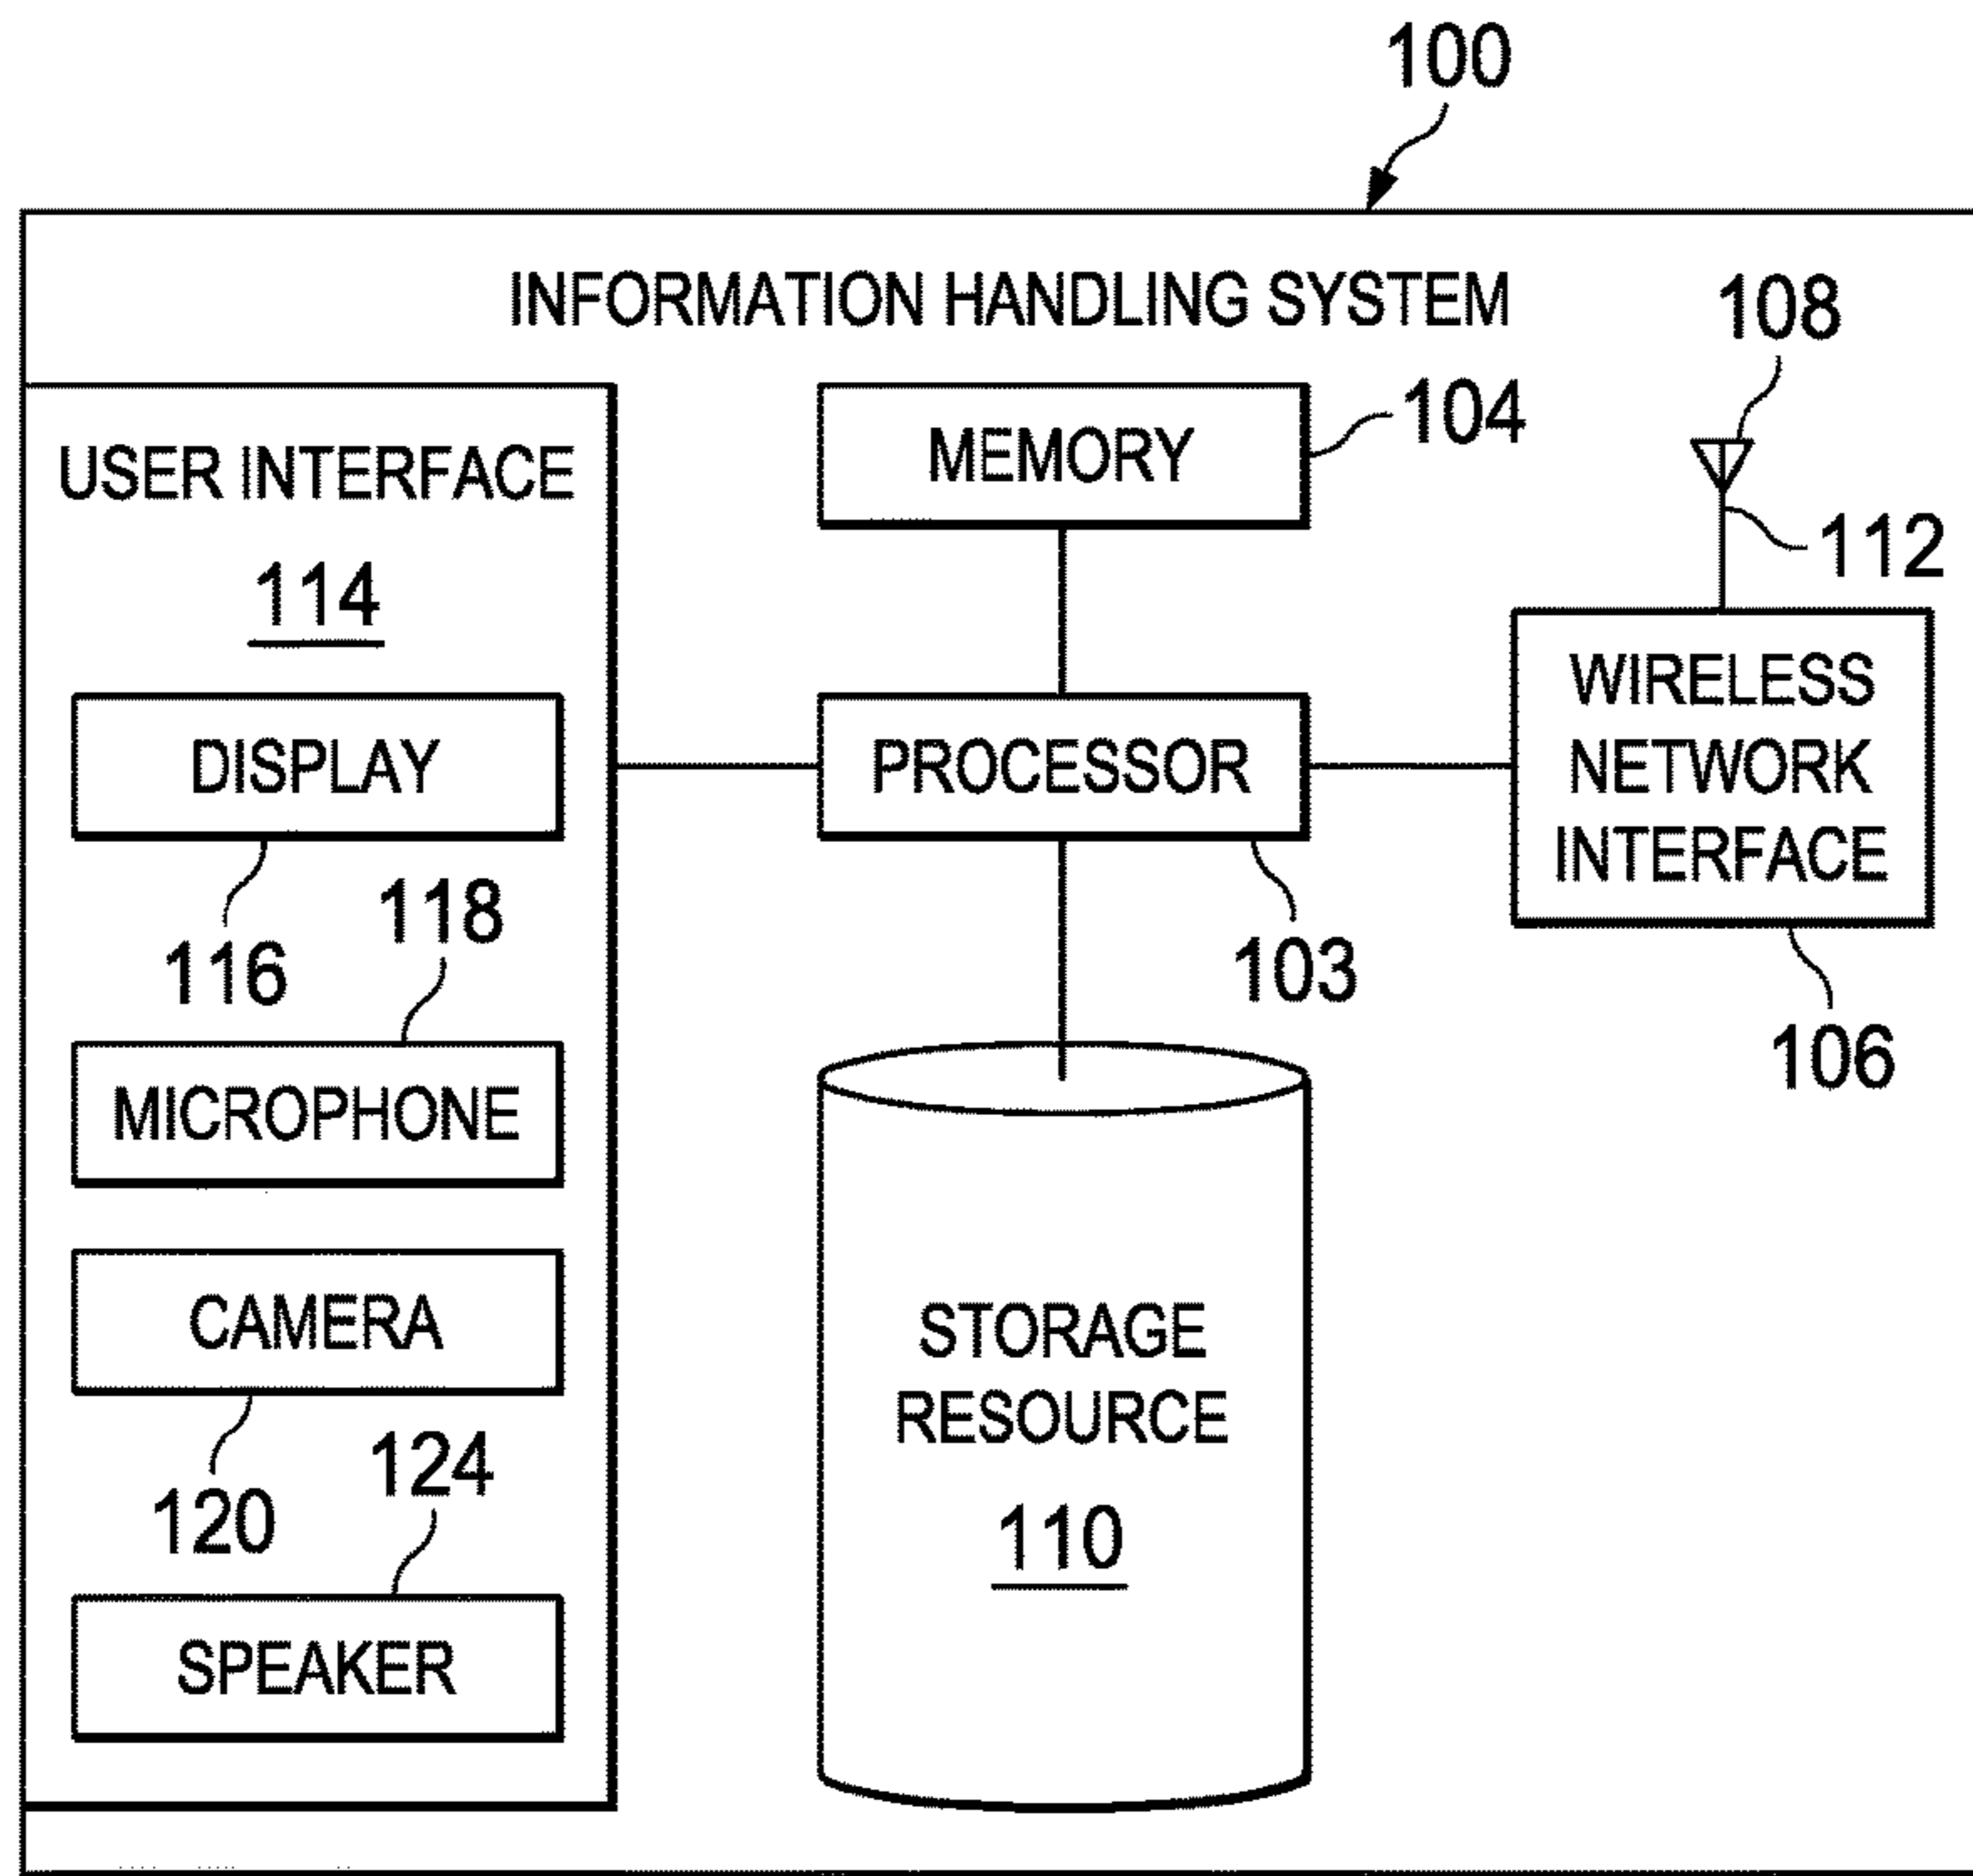 100
INFORMATION HANDLING SYSTEM
108
USER INTERFACE
114
MEMORY
104
112
DISPLAY
116
PROCESSOR
103
WIRELESS
NETWORK
INTERFACE
106
118
MICROPHONE
CAMERA
120
124
SPEAKER
STORAGE
RESOURCE
110